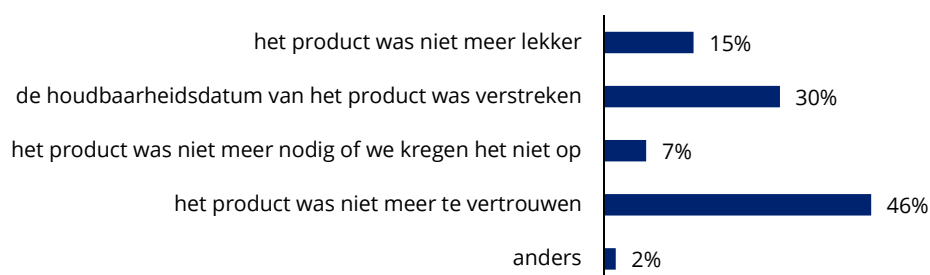 het product was niet meer lekker 15%
de houdbaarheidsdatum van het product was verstreken 30%
het product was niet meer nodig of we kregen het niet op 7%
het product was niet meer te vertrouwen 46%
anders 2%